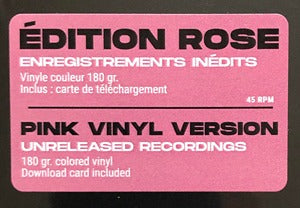 ÉDITION ROSE
ENREGISTREMENTS INÉDITS
Vinyle couleur 180 gr.
Inclus : carte de téléchargement
45 RPM
PINK VINYL VERSION
UNRELEASED RECORDINGS
180 gr. colored vinyl
Download card included